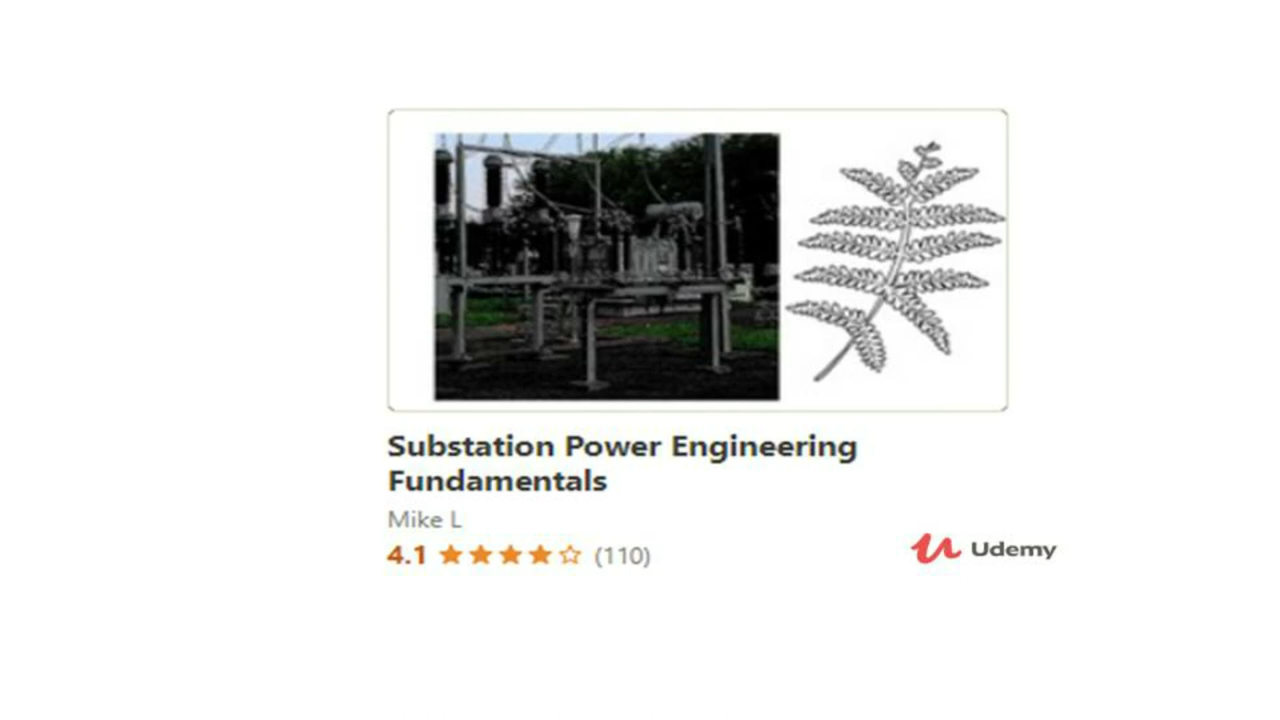 Substation Power Engineering
Fundamentals
Mike L
4.1 ★★★★☆ (110)
Udemy